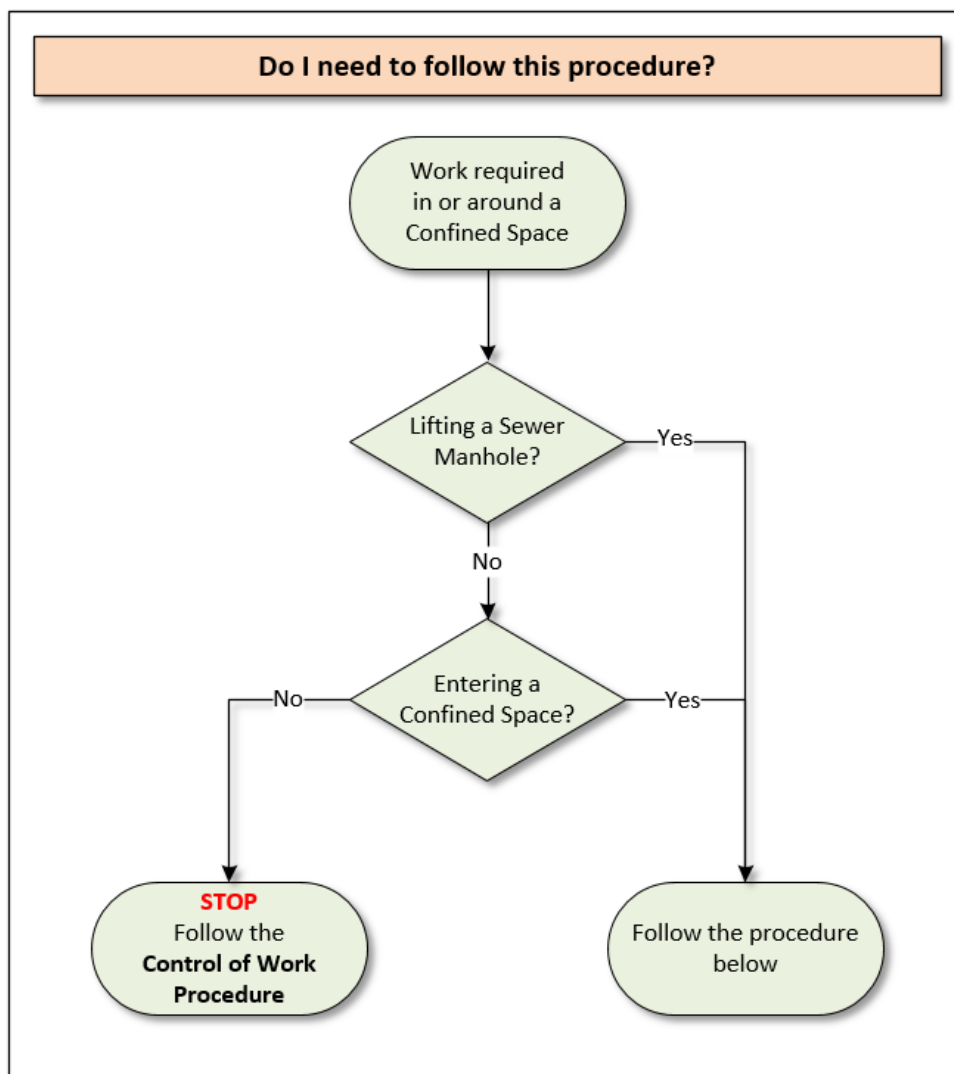 Do I need to follow this procedure?
Work required
in or around a
Confined Space
Lifting a Sewer
Manhole?
Yes
No
Entering a
Confined Space?
No
Yes
STOP
Follow the
Control of Work
Procedure
Follow the procedure
below